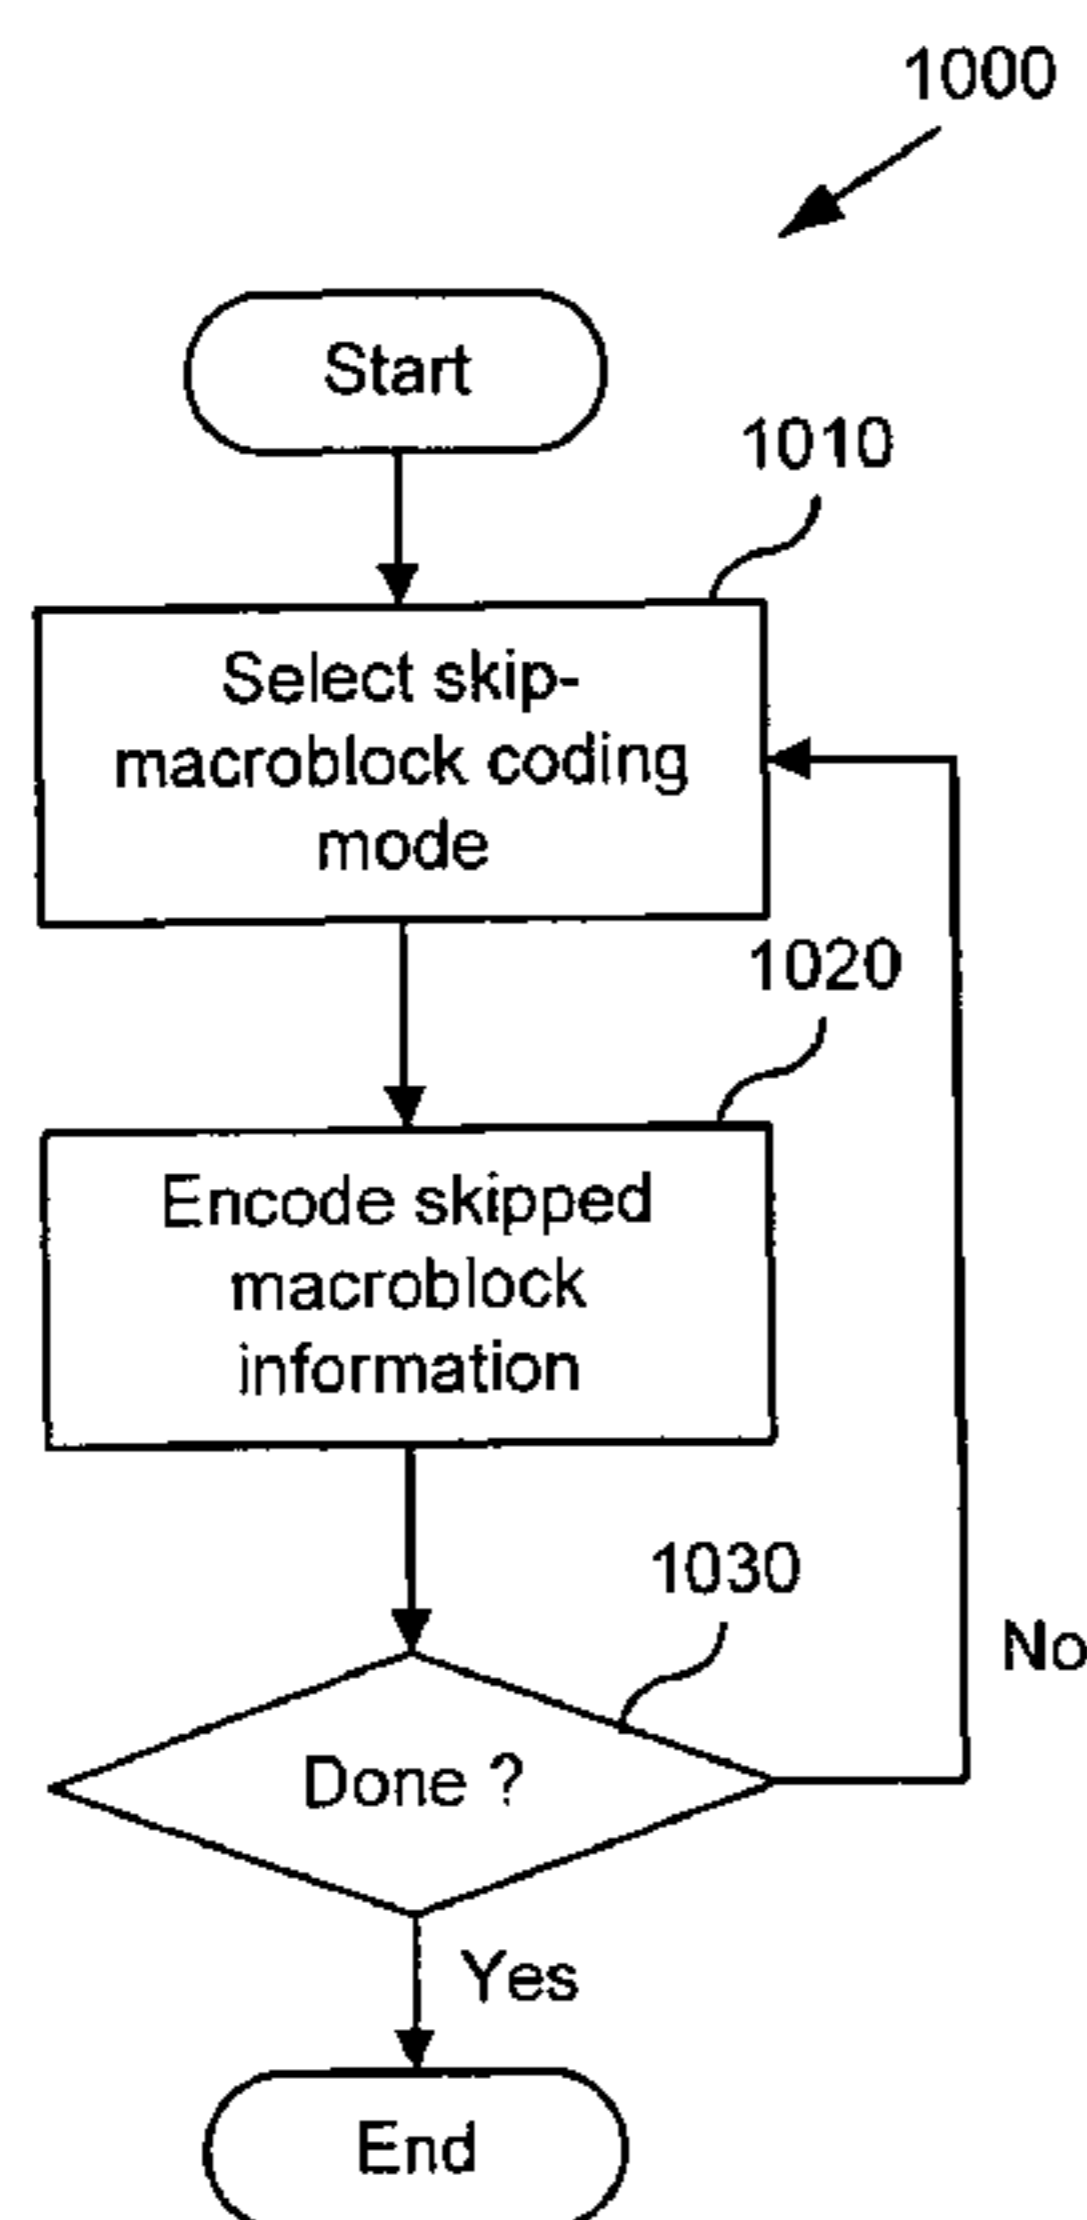 1000
Start
1010
Select skip-
macroblock coding
mode
1020
Encode skipped
macroblock
information
1030
No
Done ?
Yes
End